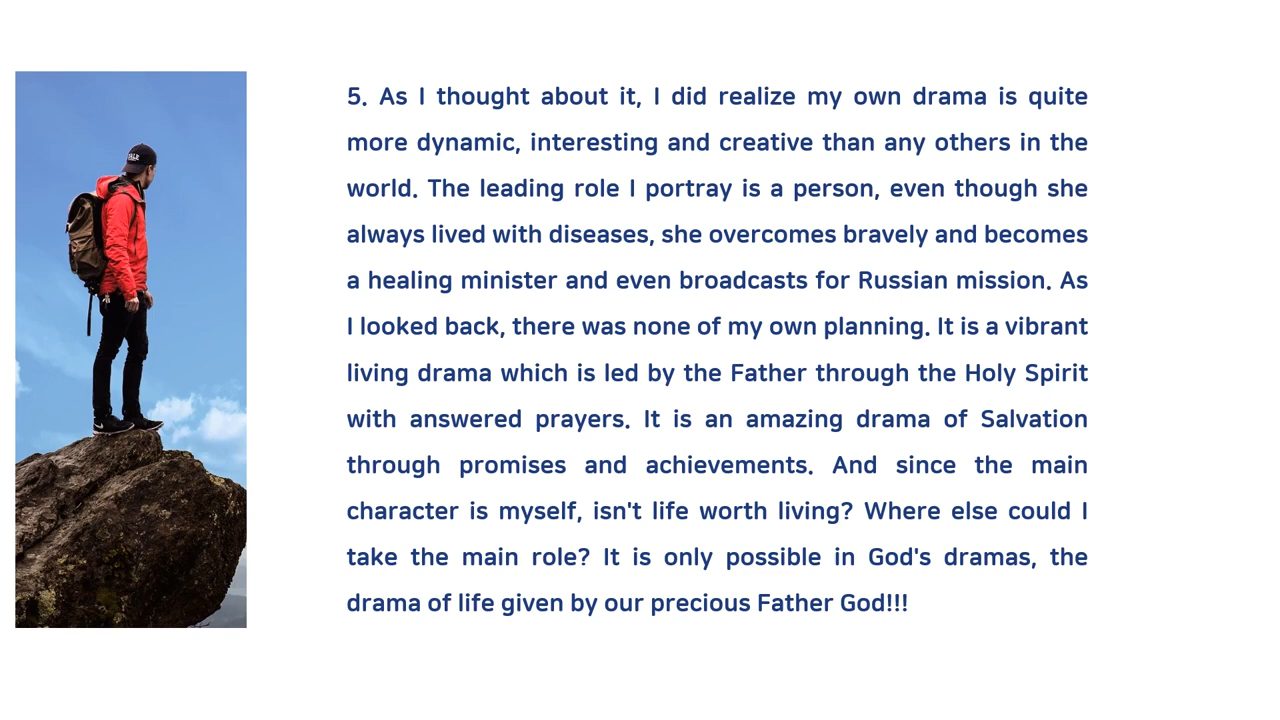 5. As I thought about it, I did realize my own drama is quite
more dynamic, interesting and creative than any others in the
world. The leading role I portray is a person, even though she
always lived with diseases, she overcomes bravely and becomes
a healing minister and even broadcasts for Russian mission. As
I looked back, there was none of my own planning. It is a vibrant
living drama which is led by the Father through the Holy Spirit
with answered prayers. It is an amazing drama of Salvation
through promises and achievements. And since the main
character is myself, isn't life worth living? Where else could I
take the main role? It is only possible in God's dramas, the
drama of life given by our precious Father God!!!